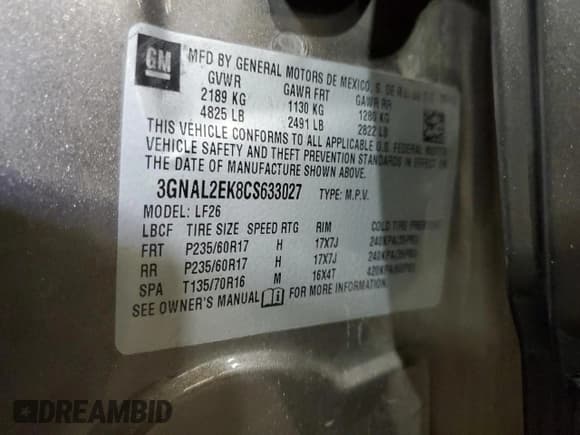 GM
MFD BY GENERAL MOTORS DE MEXICO, S. DE
GVWR GAWR FRT GAWR RR
2189 KG 1130 KG 1280 KG
4825 LB 2491 LB 2822 LB
THIS VEHICLE CONFORMS TO ALL APPLICABLE FEDERAL MOTOR
VEHICLE SAFETY AND THEFT PREVENTION STANDARDS IN EFFECT
THE DATE OF MANUFACTURE SHOWN ABOVE.
3GNAL2EK8CS633027 TYPE: M.P.V.
MODEL: LF26
LBCF TIRE SIZE SPEED RTG RIM COLD TIRE
FRT P235/60R17 H 17X7J
RR P235/60R17 H 17X7J
SPA T135/70R16 M 16X4T
SEE OWNER'S MANUAL FOR MORE INFORMATION.
DREAMBID